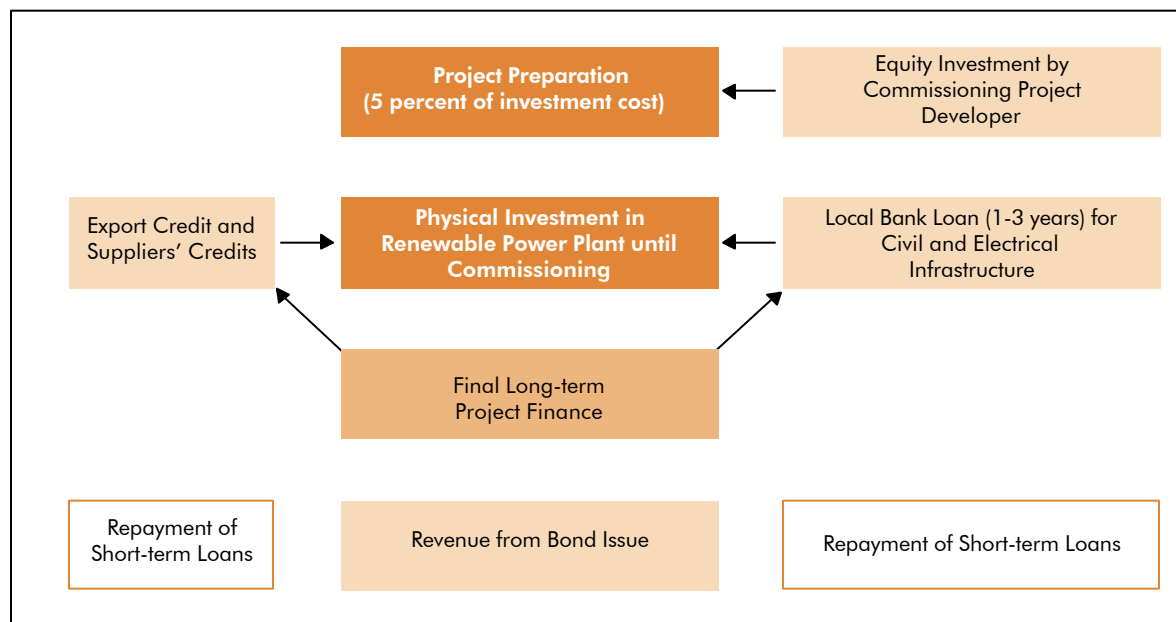 Project Preparation
(5 percent of investment cost)
Equity Investment by
Commissioning Project
Developer
Export Credit and
Suppliers’ Credits
Physical Investment in
Renewable Power Plant until
Commissioning
Local Bank Loan (1-3 years) for
Civil and Electrical
Infrastructure
Final Long-term
Project Finance
Repayment of
Short-term Loans
Revenue from Bond Issue
Repayment of Short-term Loans